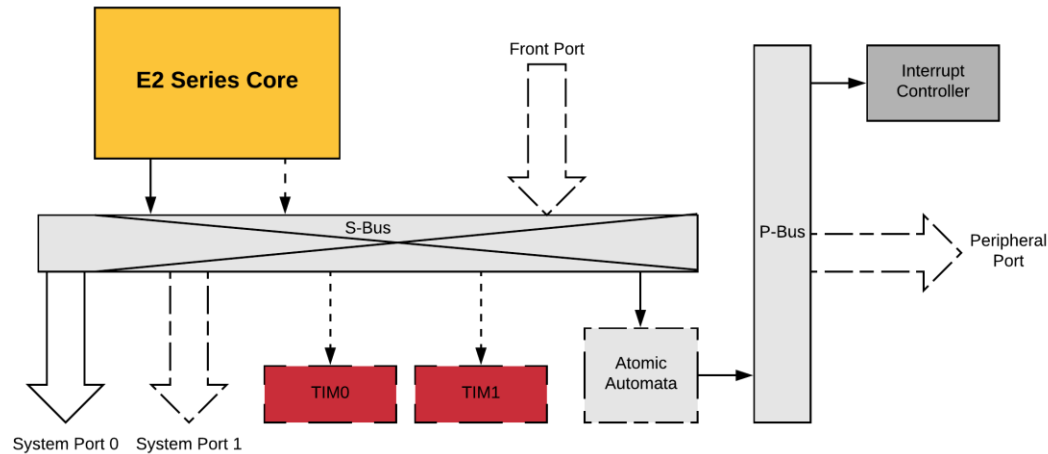 E2 Series Core
Front Port
Interrupt
Controller
S-Bus
P-Bus
Peripheral
Port
TIM0
TIM1
Atomic
Automata
System Port 0
System Port 1